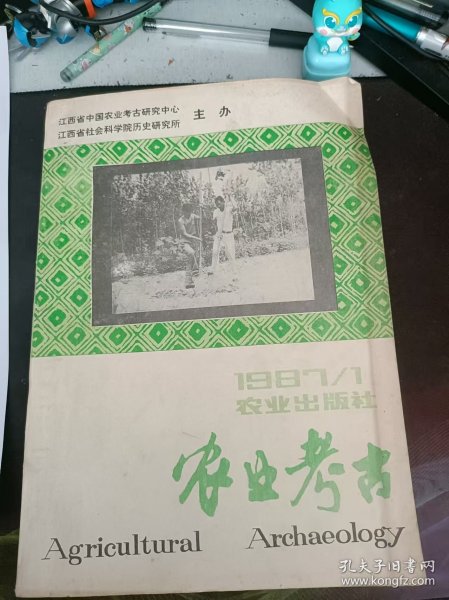 江西省中国农业考古研究中心
江西省社会科学院历史研究所
主办
1987/1
农业出版社
农业考古
Agricultural Archaeology
孔夫子旧书网
www.kongfz.com